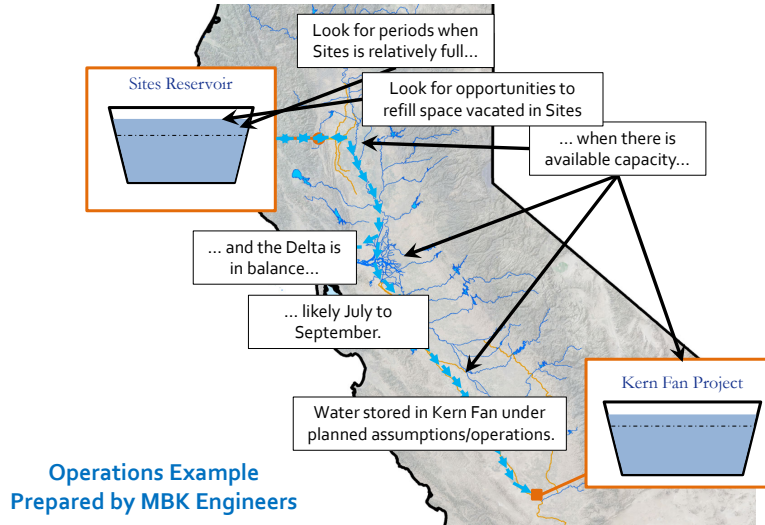 Look for periods when
Sites is relatively full...
Sites Reservoir
Look for opportunities to
refill space vacated in Sites
... when there is
available capacity...
... and the Delta is
in balance...
... likely July to
September.
Kern Fan Project
Water stored in Kern Fan under
planned assumptions/operations.
Operations Example
Prepared by MBK Engineers